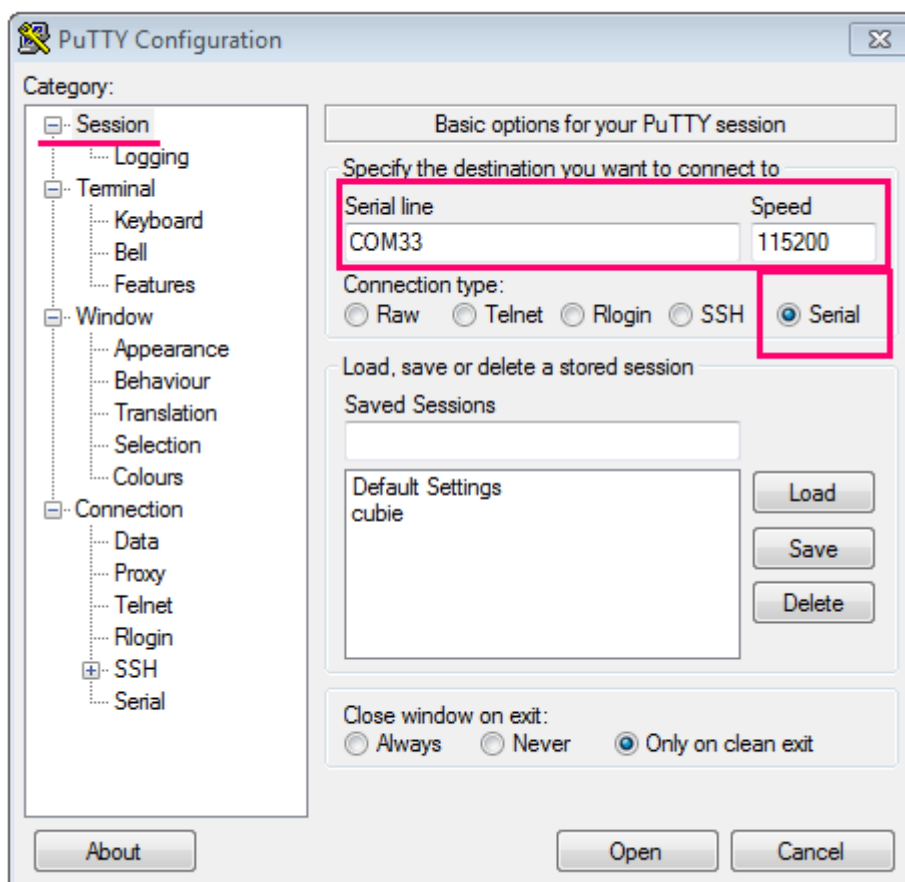 PuTTY Configuration
Category:
Session
Logging
Terminal
Keyboard
Bell
Features
Window
Appearance
Behaviour
Translation
Selection
Colours
Connection
Data
Proxy
Telnet
Rlogin
SSH
Serial
Basic options for your PuTTY session
Specify the destination you want to connect to
Serial line Speed
COM33 115200
Connection type:
Raw Telnet Rlogin SSH Serial
Load, save or delete a stored session
Saved Sessions
Default Settings
cubie
Load
Save
Delete
Close window on exit:
Always Never Only on clean exit
About Open Cancel